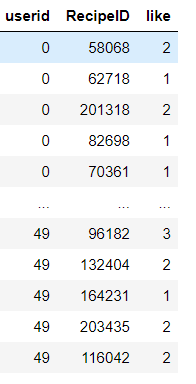 userid RecipeID like
0 58068 2
0 62718 1
0 201318 2
0 82698 1
0 70361 1
... ... ...
49 96182 3
49 132404 2
49 164231 1
49 203435 2
49 116042 2